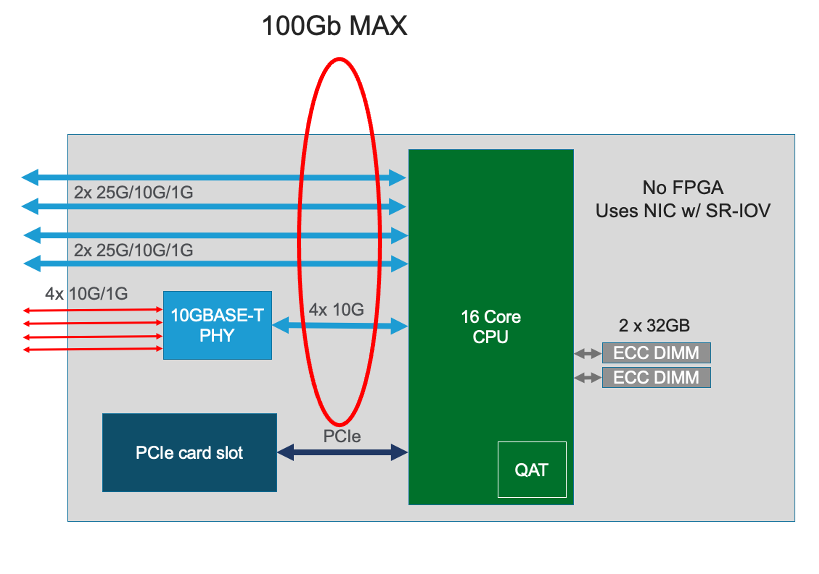 100Gb MAX
2x 25G/10G/1G
No FPGA
Uses NIC w/ SR-IOV
2x 25G/10G/1G
4x 10G/1G
10GBASE-T
PHY
4x 10G
16 Core
CPU
2 x 32GB
ECC DIMM
ECC DIMM
PCIe
PCIe card slot
QAT